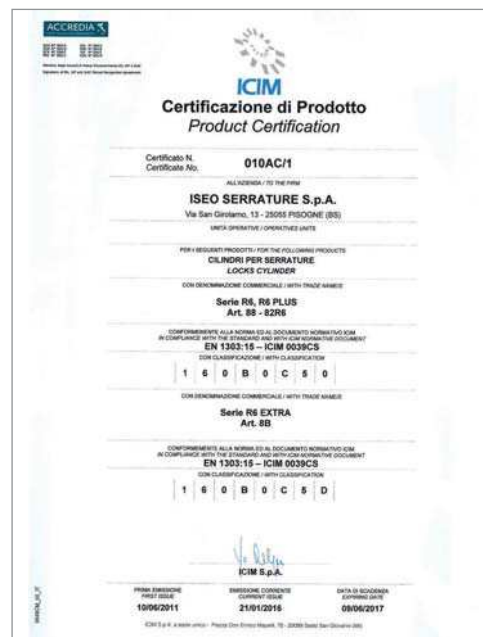 ACCREDIA
ICIM
Certificazione di Prodotto
Product Certification
Certificato N.
Certificate No.
010AC/1
ALL'AZIENDA / TO THE FIRM
ISEO SERRATURE S.p.A.
Via San Girolamo, 13 - 25055 PISOGNE (BS)
UNITÀ OPERATIVE / OPERATIVES UNITS
PER I SEGUENTI PRODOTTI / FOR THE FOLLOWING PRODUCTS
CILINDRI PER SERRATURE
LOCKS CYLINDER
CON DENOMINAZIONE COMMERCIALE / WITH TRADE NAME/S
Serie R6, R6 PLUS
Art. 88 - 82R6
CONFORMEMENTE ALLA NORMA ED AL DOCUMENTO NORMATIVO ICIM
IN COMPLIANCE WITH THE STANDARD AND WITH ICIM NORMATIVE DOCUMENT
EN 1303:15 – ICIM 0039CS
CON CLASSIFICAZIONE / WITH CLASSIFICATION
1 6 0 B 0 C 5 0
CON DENOMINAZIONE COMMERCIALE / WITH TRADE NAME/S
Serie R6 EXTRA
Art. 8B
CONFORMEMENTE ALLA NORMA ED AL DOCUMENTO NORMATIVO ICIM
IN COMPLIANCE WITH THE STANDARD AND WITH ICIM NORMATIVE DOCUMENT
EN 1303:15 – ICIM 0039CS
CON CLASSIFICAZIONE / WITH CLASSIFICATION
1 6 0 B 0 C 5 D
ICIM S.p.A.
PRIMA EMISSIONE
FIRST ISSUE
10/06/2011
EMISSIONE CORRENTE
CURRENT ISSUE
21/01/2016
DATA DI SCADENZA
EXPIRING DATE
09/06/2017